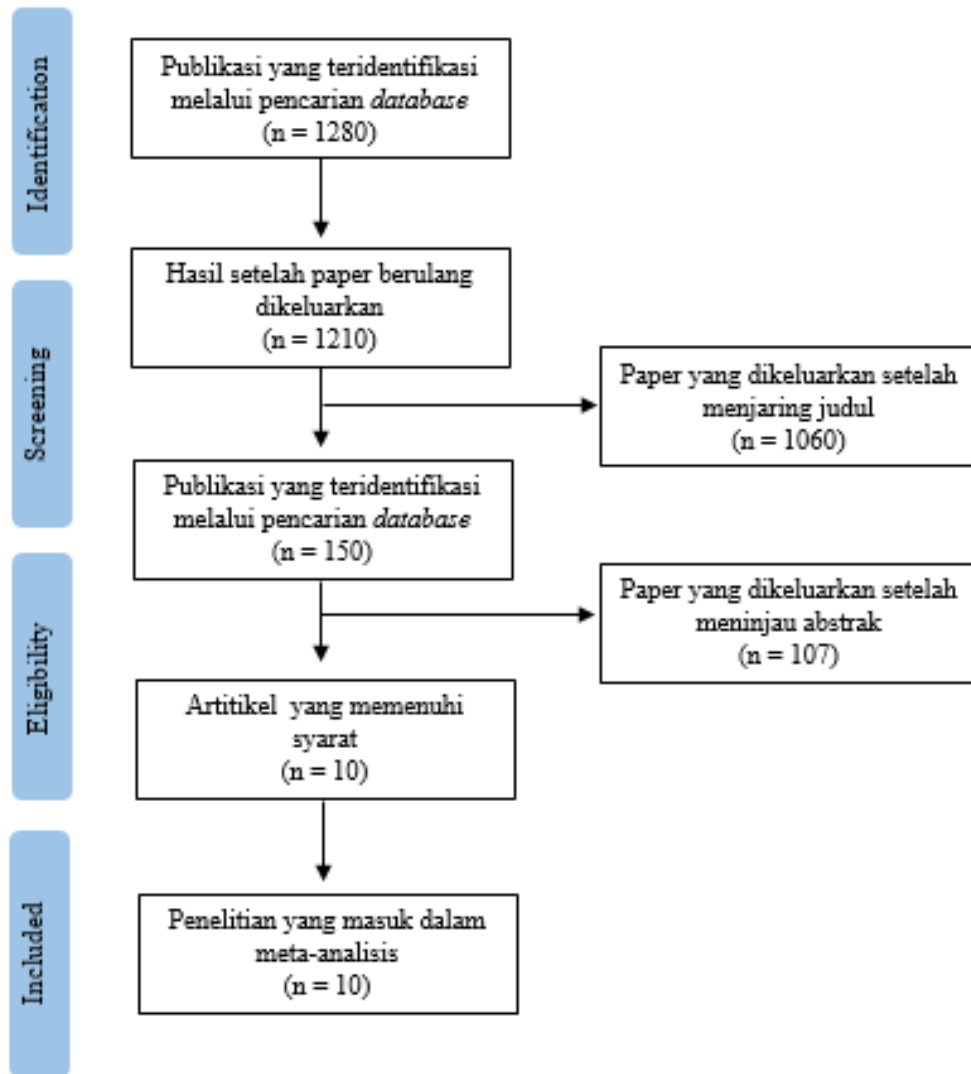 Identification
Publikasi yang teridentifikasi
melalui pencarian database
(n = 1280)
Screening
Hasil setelah paper berulang
dikeluarkan
(n = 1210)
Paper yang dikeluarkan setelah
menjaring judul
(n = 1060)
Publikasi yang teridentifikasi
melalui pencarian database
(n = 150)
Eligibility
Paper yang dikeluarkan setelah
meninjau abstrak
(n = 107)
Artitikel yang memenuhi
syarat
(n = 10)
Included
Penelitian yang masuk dalam
meta-analisis
(n = 10)